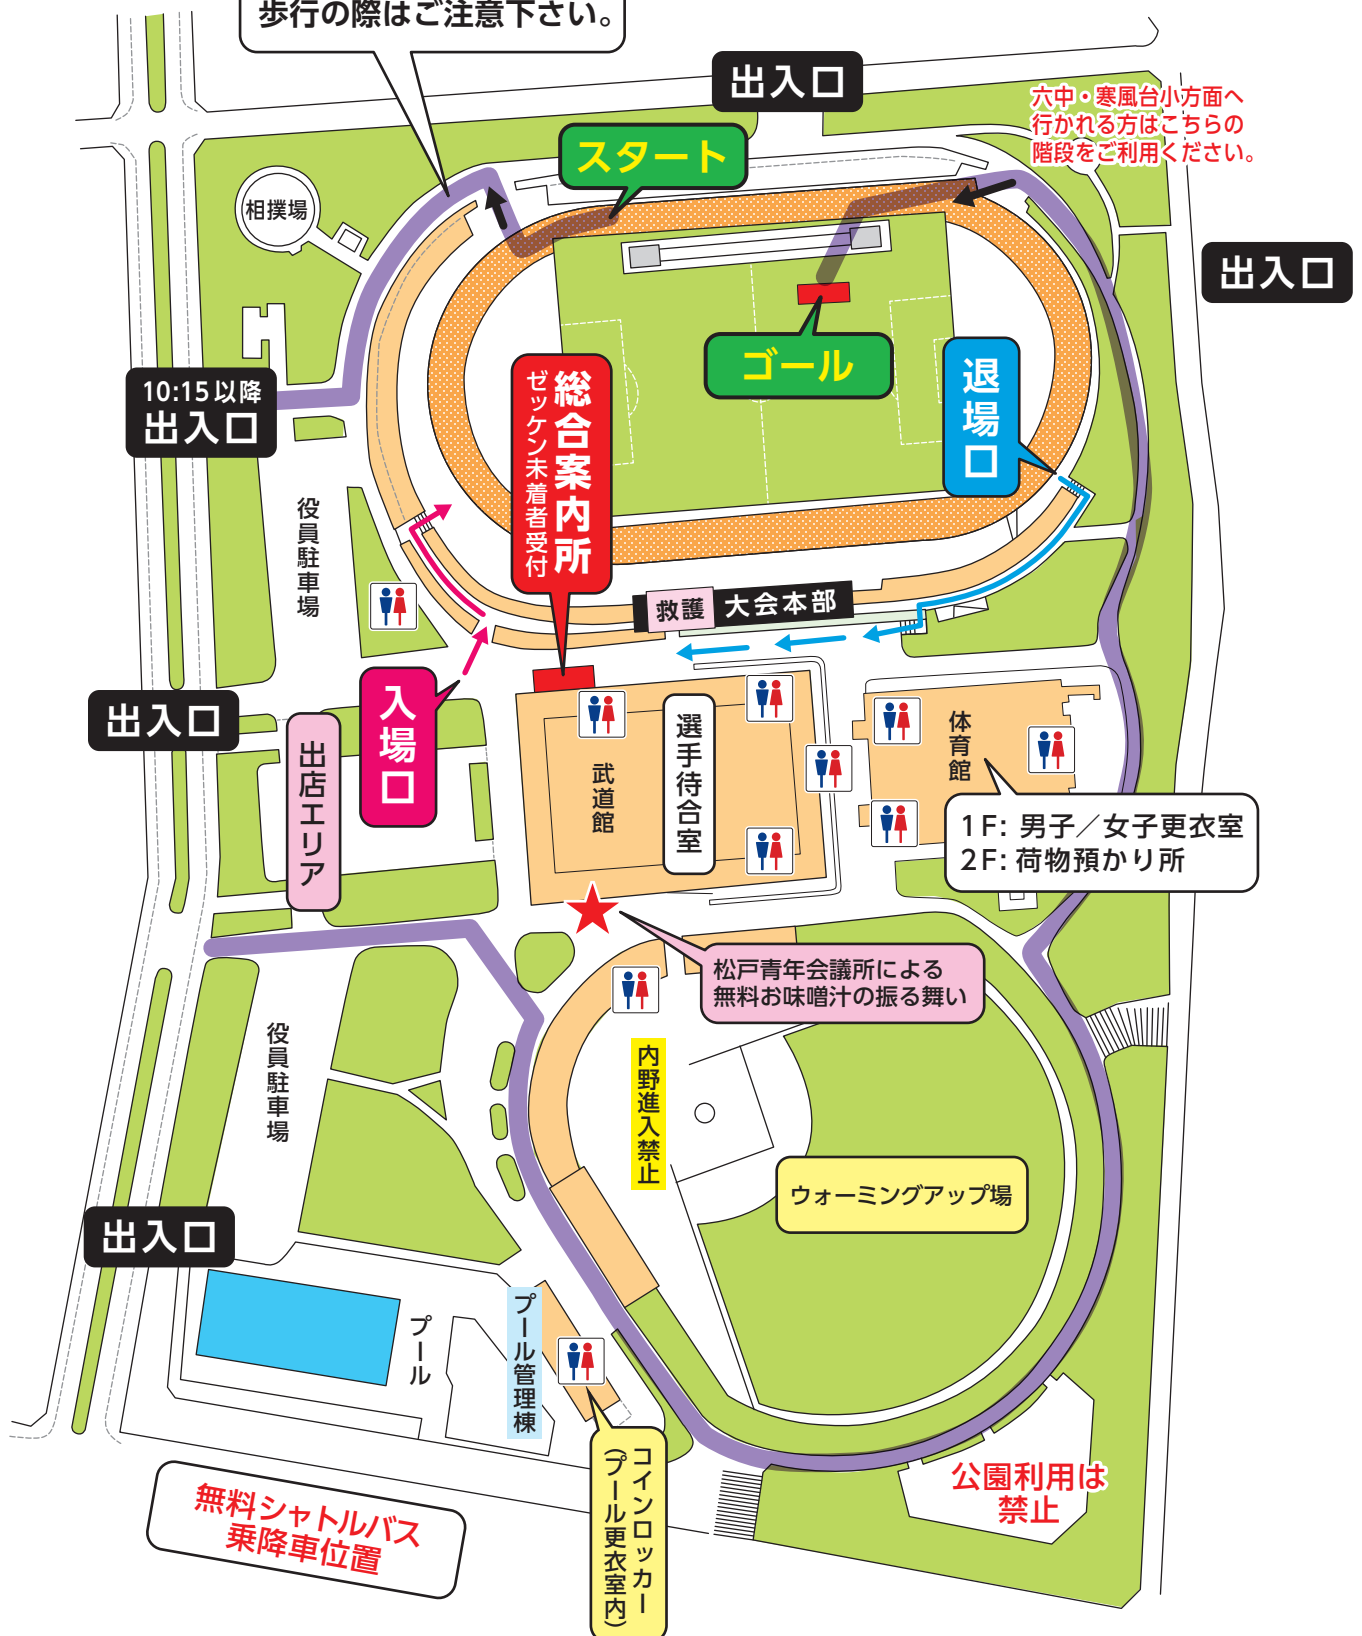 歩行の際はご注意下さい。
出入口
六中・寒風台小方面へ
行かれる方はこちらの
階段をご利用ください。
スタート
相撲場
出入口
ゴール
退場口
10:15以降
出入口
総合案内所
ゼッケン未着者受付
役員駐車場
救護
大会本部
入場口
出入口
出店エリア
選手待合室
武道館
体育館
1F: 男子／女子更衣室
2F: 荷物預かり所
松戸青年会議所による
無料お味噌汁の振る舞い
役員駐車場
内野進入禁止
ウォーミングアップ場
出入口
プール
プール管理棟
コインロッカー
(プール更衣室内)
公園利用は
禁止
無料シャトルバス
乗降車位置